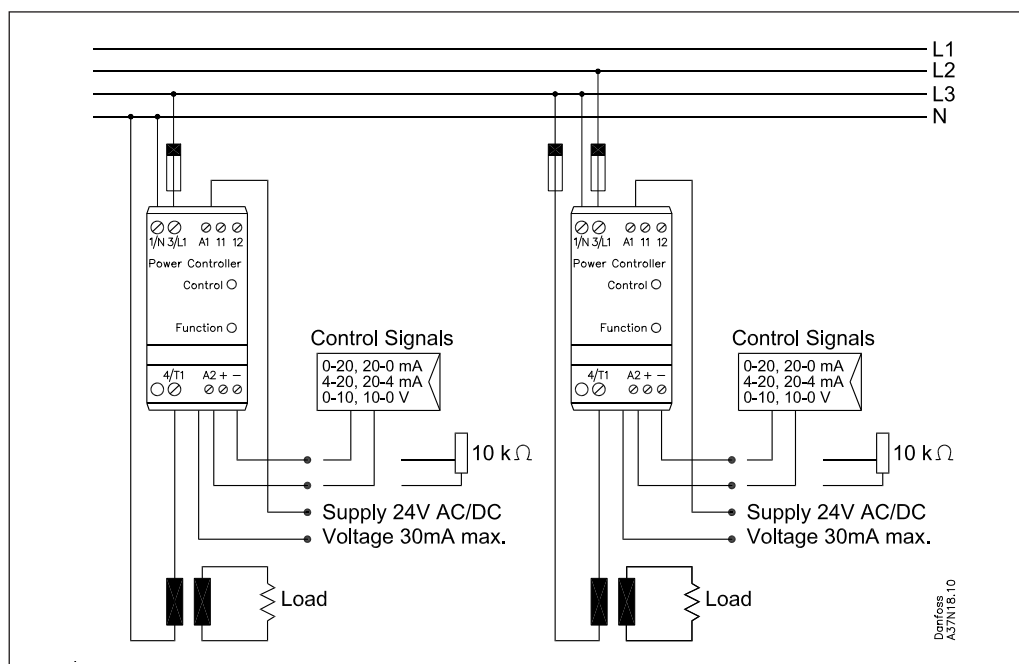 L1
L2
L3
N
1/N 3/L1 A1 11 12
Power Controller
Control
Function
4/T1 A2 + −
Control Signals
0-20, 20-0 mA
4-20, 20-4 mA
0-10, 10-0 V
10 kΩ
Supply 24V AC/DC
Voltage 30mA max.
Load
1/N 3/L1 A1 11 12
Power Controller
Control
Function
4/T1 A2 + −
Control Signals
0-20, 20-0 mA
4-20, 20-4 mA
0-10, 10-0 V
10 kΩ
Supply 24V AC/DC
Voltage 30mA max.
Load
Danfoss
A37N18.10